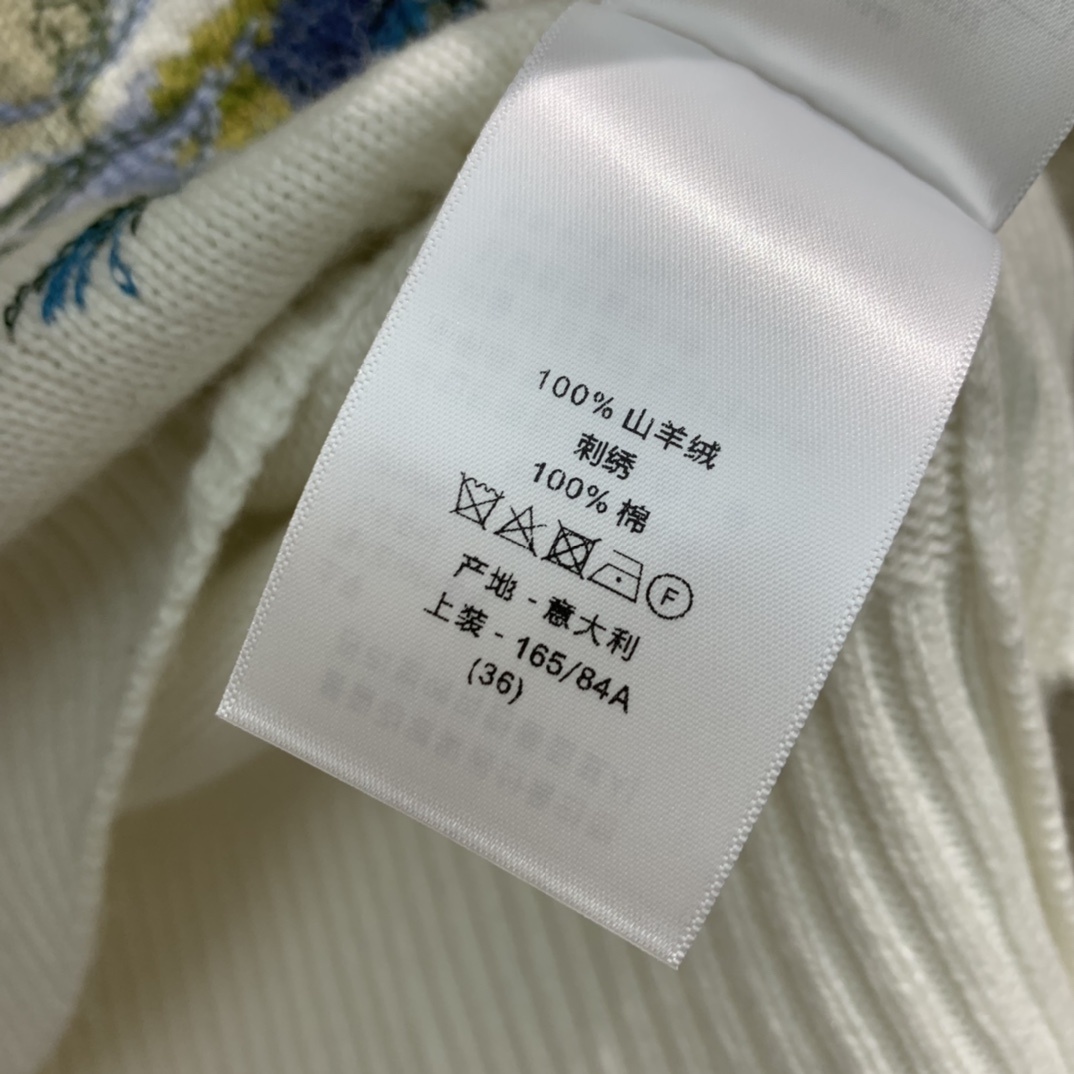 100% 山羊绒
刺绣
100% 棉
F
产地 - 意大利
上装 - 165/84A
(36)